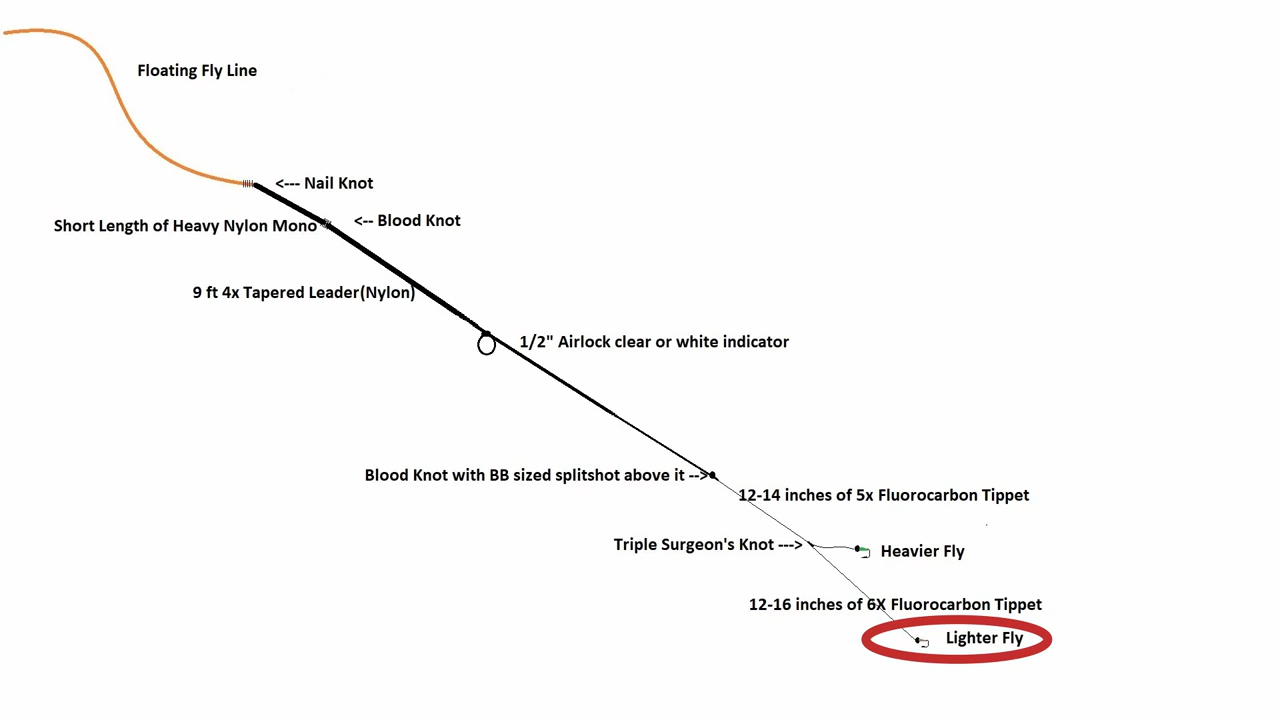 Floating Fly Line
<--- Nail Knot
<-- Blood Knot
Short Length of Heavy Nylon Mono
9 ft 4x Tapered Leader(Nylon)
1/2" Airlock clear or white indicator
Blood Knot with BB sized splitshot above it -->
12-14 inches of 5x Fluorocarbon Tippet
Triple Surgeon's Knot --->
Heavier Fly
12-16 inches of 6X Fluorocarbon Tippet
Lighter Fly